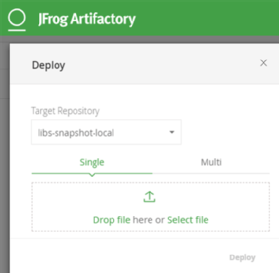 JFrog Artifactory
Deploy
Target Repository
libs-snapshot-local
Single Multi
Drop file here or Select file
Deploy